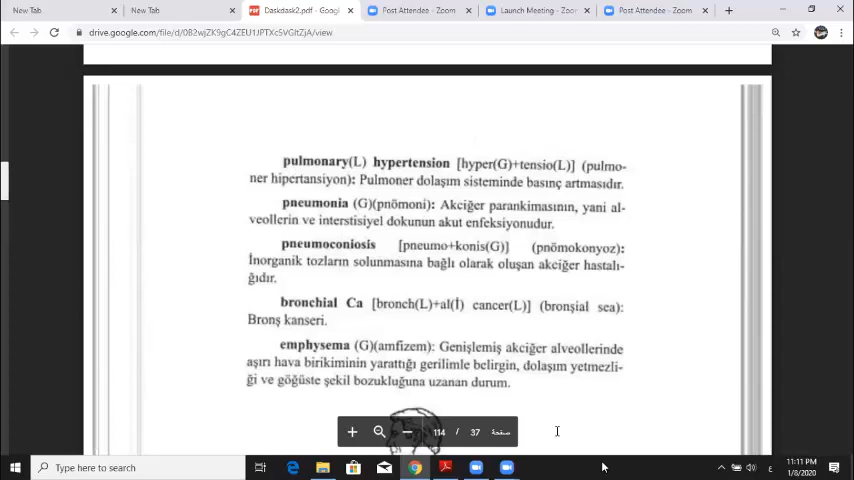 New Tab
New Tab
Daskdask2.pdf - Googl
Post Attendee - Zoom
Launch Meeting - Zoom
Post Attendee - Zoom
drive.google.com/file/d/0B2wjZK9gC4ZEU1JPTXc5VGltZjA/view
pulmonary(L) hypertension [hyper(G)+tensio(L)] (pulmo-
ner hipertansiyon): Pulmoner dolaşım sisteminde basınç artmasıdır.
pneumonia (G)(pnömoni): Akciğer parankimasının, yani al-
veollerin ve interstisiyel dokunun akut enfeksiyonudur.
pneumoconiosis [pneumo+konis(G)] (pnömokonyoz):
İnorganik tozların solunmasına bağlı olarak oluşan akciğer hastalı-
ğıdır.
bronchial Ca [bronch(L)+al(İ) cancer(L)] (bronşial sea):
Bronş kanseri.
emphysema (G)(amfizem): Genişlemiş akciğer alveollerinde
aşırı hava birikiminin yarattığı gerilimle belirgin, dolaşım yetmezli-
ği ve göğüste şekil bozukluğuna uzanan durum.
114 / 37 صفحة
Type here to search
ع
11:11 PM
1/8/2020